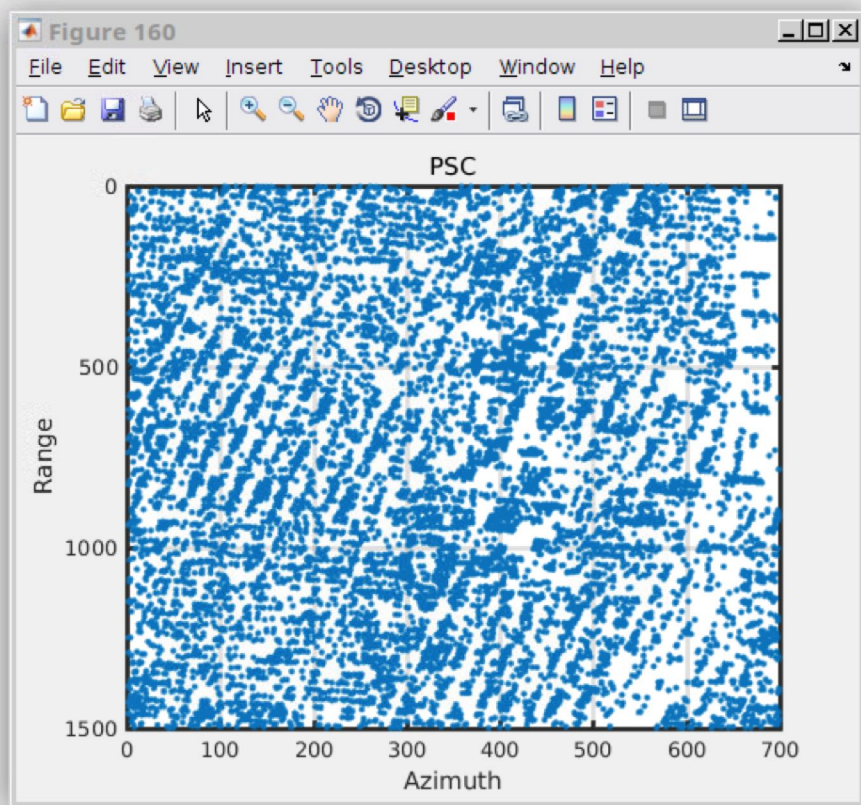 Figure 160
File Edit View Insert Tools Desktop Window Help
PSC
0
500
1000
1500
Range
0 100 200 300 400 500 600 700
Azimuth